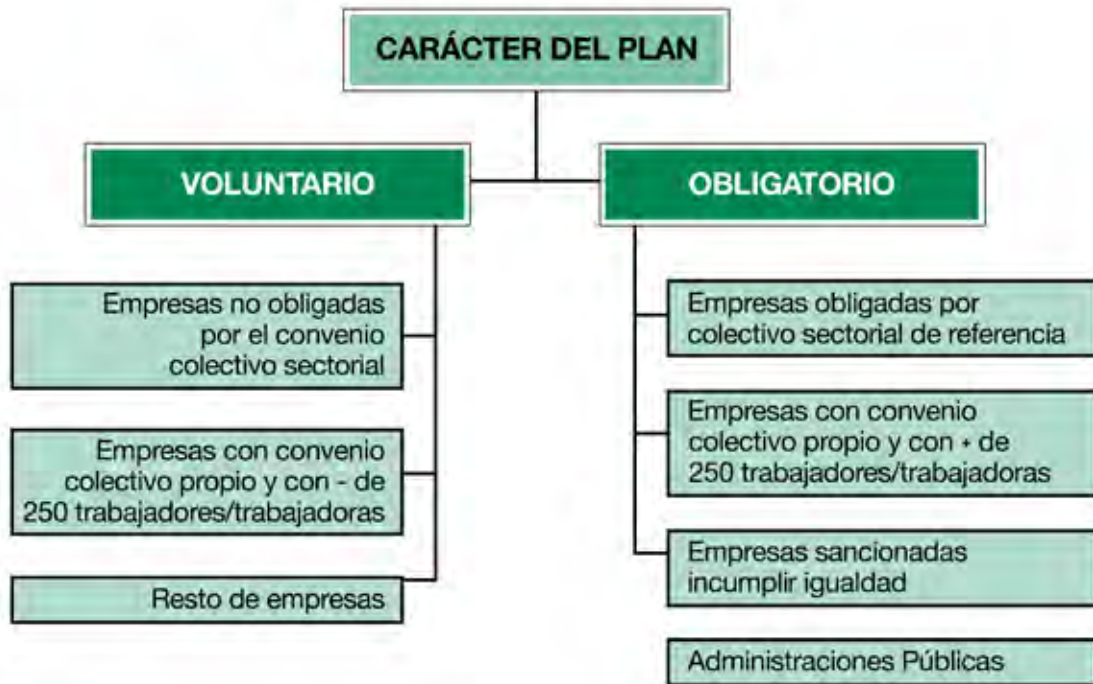 CARÁCTER DEL PLAN
VOLUNTARIO
Empresas no obligadas
por el convenio
colectivo sectorial
Empresas con convenio
colectivo propio y con - de
250 trabajadores/trabajadoras
Resto de empresas
OBLIGATORIO
Empresas obligadas por
colectivo sectorial de referencia
Empresas con convenio
colectivo propio y con + de
250 trabajadores/trabajadoras
Empresas sancionadas
incumplir igualdad
Administraciones Públicas